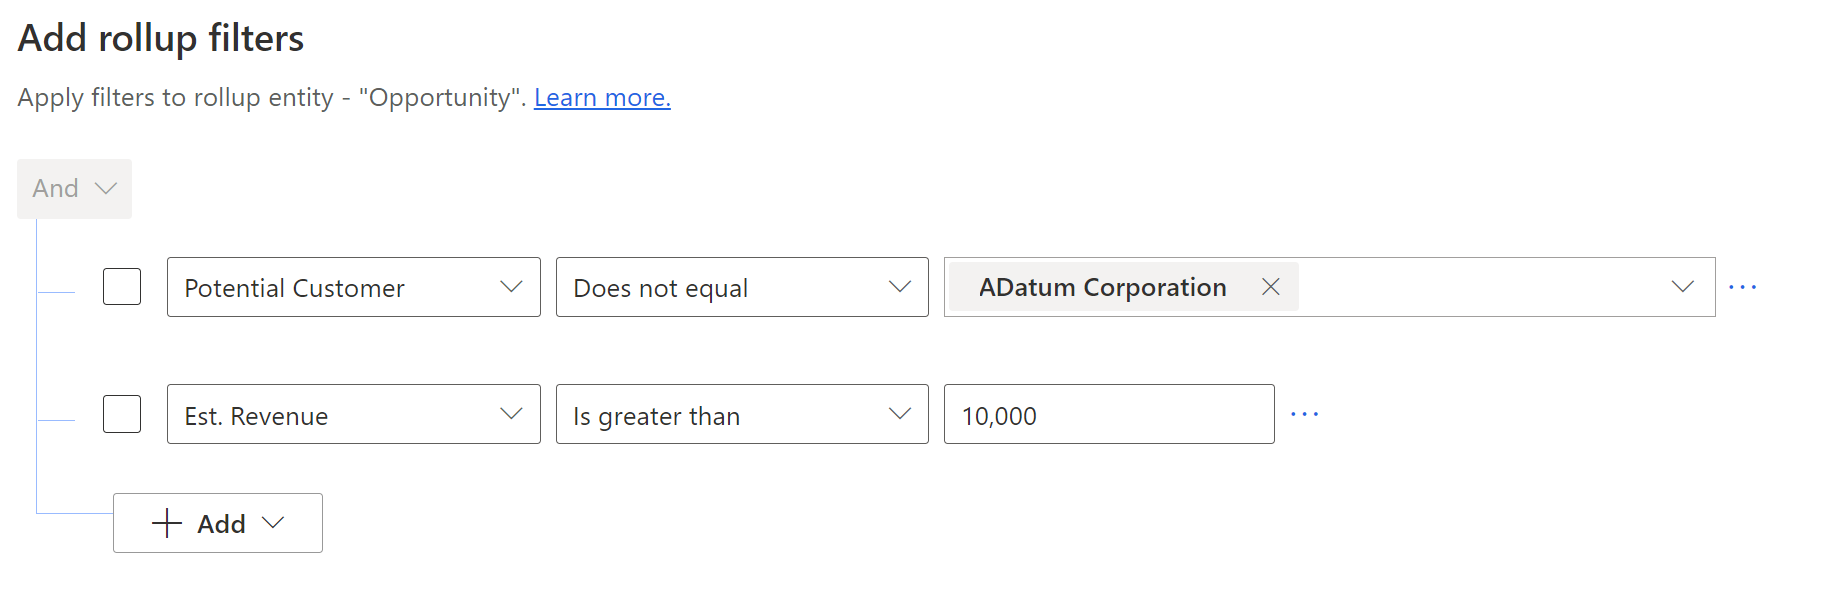 Add rollup filters
Apply filters to rollup entity - "Opportunity". Learn more.
And
Potential Customer Does not equal ADatum Corporation
Est. Revenue Is greater than 10,000
Add